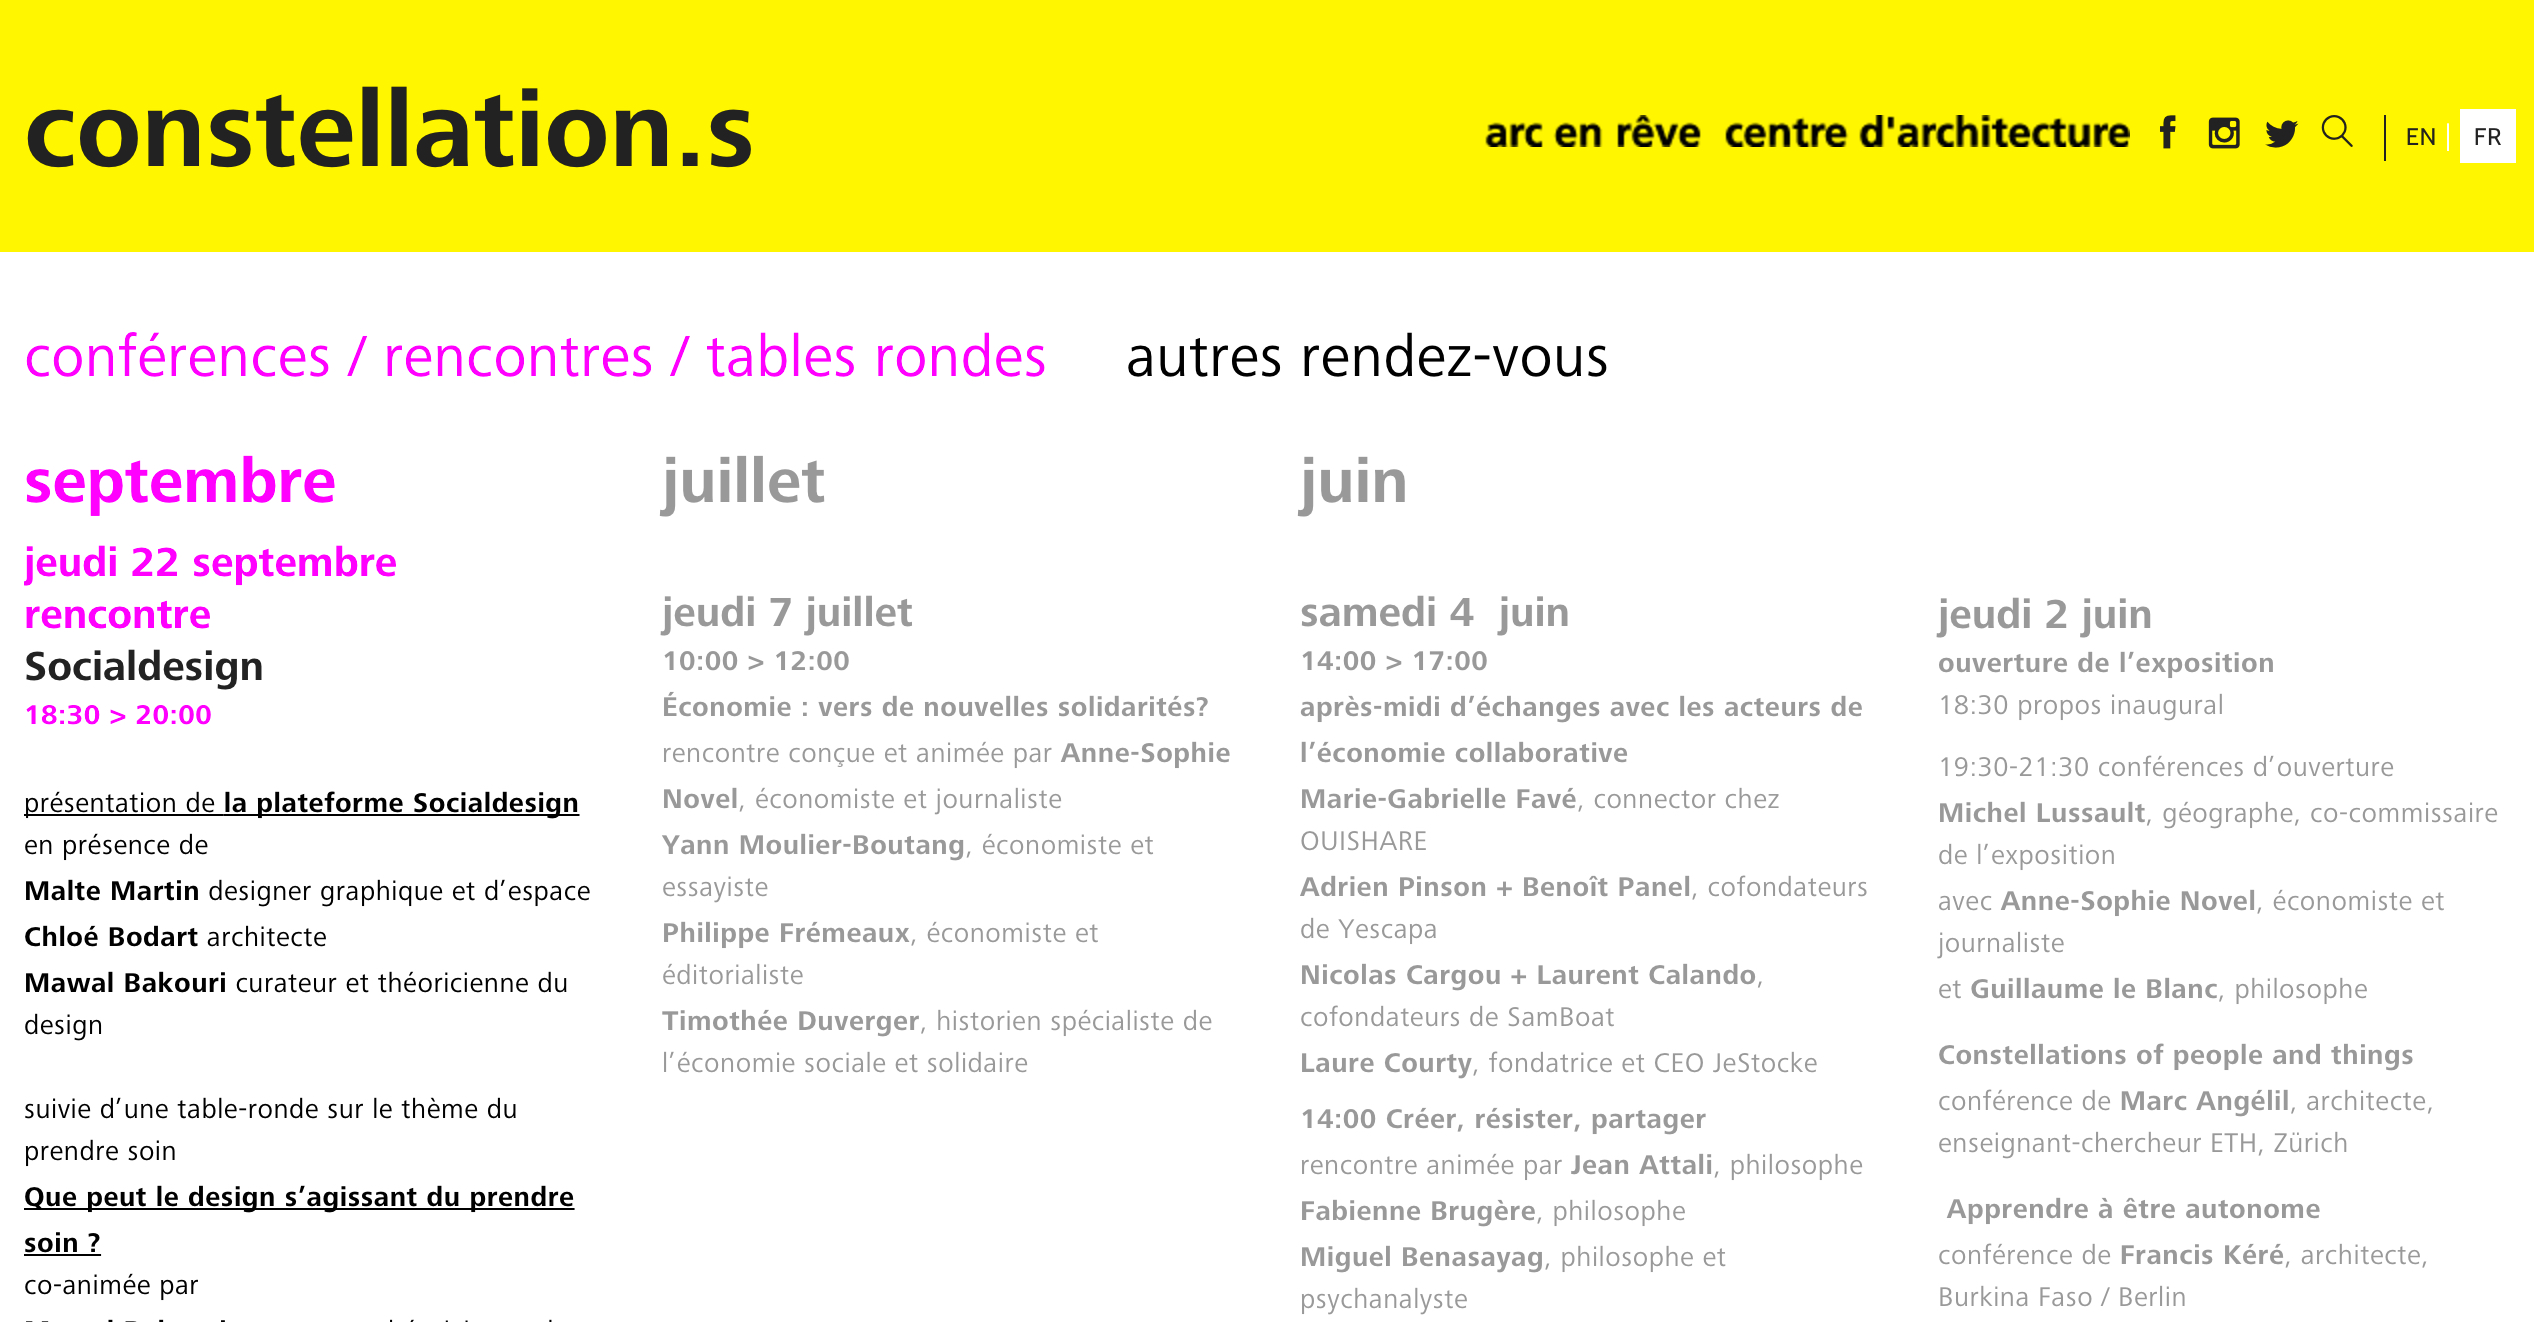 constellation.s
arc en rêve centre d'architecture
EN
FR
conférences / rencontres / tables rondes
autres rendez-vous
septembre
jeudi 22 septembre
rencontre
Socialdesign
18:30 > 20:00
présentation de la plateforme Socialdesign
en présence de
Malte Martin designer graphique et d’espace
Chloé Bodart architecte
Mawal Bakouri curateur et théoricienne du
design
suivie d’une table-ronde sur le thème du
prendre soin
Que peut le design s’agissant du prendre
soin ?
co-animée par
juillet
jeudi 7 juillet
10:00 > 12:00
Économie : vers de nouvelles solidarités?
rencontre conçue et animée par Anne-Sophie
Novel, économiste et journaliste
Yann Moulier-Boutang, économiste et
essayiste
Philippe Frémeaux, économiste et
éditorialiste
Timothée Duverger, historien spécialiste de
l’économie sociale et solidaire
juin
samedi 4 juin
14:00 > 17:00
après-midi d’échanges avec les acteurs de
l’économie collaborative
Marie-Gabrielle Favé, connector chez
OUISHARE
Adrien Pinson + Benoît Panel, cofondateurs
de Yescapa
Nicolas Cargou + Laurent Calando,
cofondateurs de SamBoat
Laure Courty, fondatrice et CEO JeStocke
14:00 Créer, résister, partager
rencontre animée par Jean Attali, philosophe
Fabienne Brugère, philosophe
Miguel Benasayag, philosophe et
psychanalyste
jeudi 2 juin
ouverture de l’exposition
18:30 propos inaugural
19:30-21:30 conférences d’ouverture
Michel Lussault, géographe, co-commissaire
de l’exposition
avec Anne-Sophie Novel, économiste et
journaliste
et Guillaume le Blanc, philosophe
Constellations of people and things
conférence de Marc Angélil, architecte,
enseignant-chercheur ETH, Zürich
Apprendre à être autonome
conférence de Francis Kéré, architecte,
Burkina Faso / Berlin